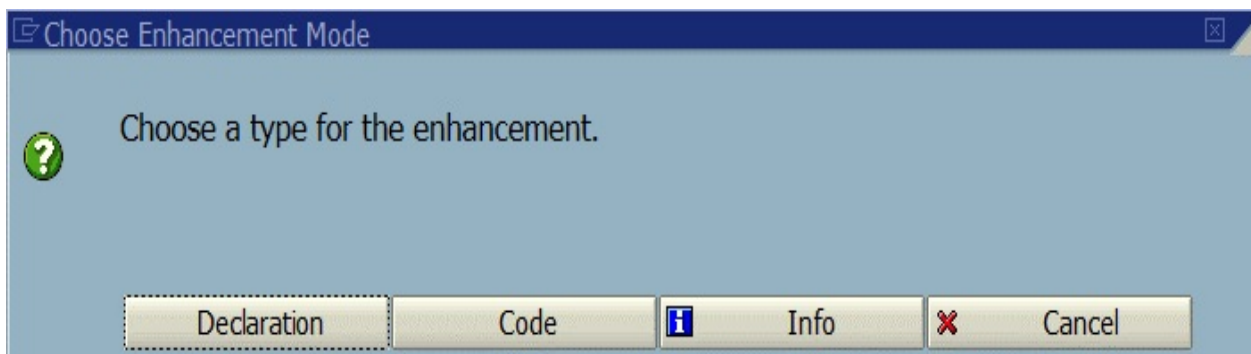 Choose Enhancement Mode
Choose a type for the enhancement.
Declaration Code Info Cancel